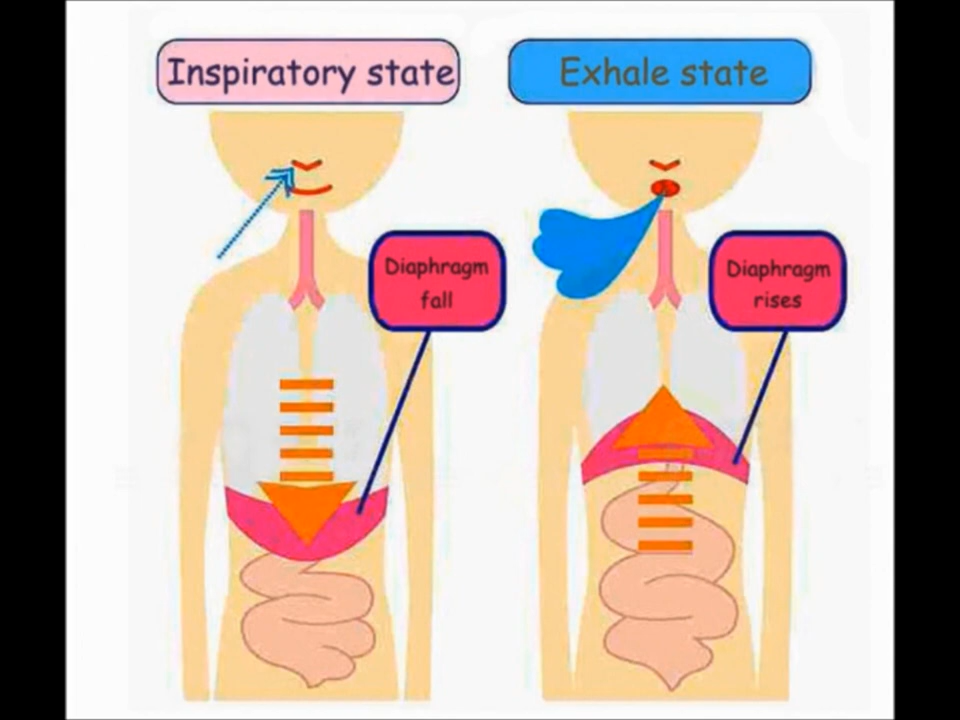 Inspiratory state
Exhale state
Diaphragm
fall
Diaphragm
rises